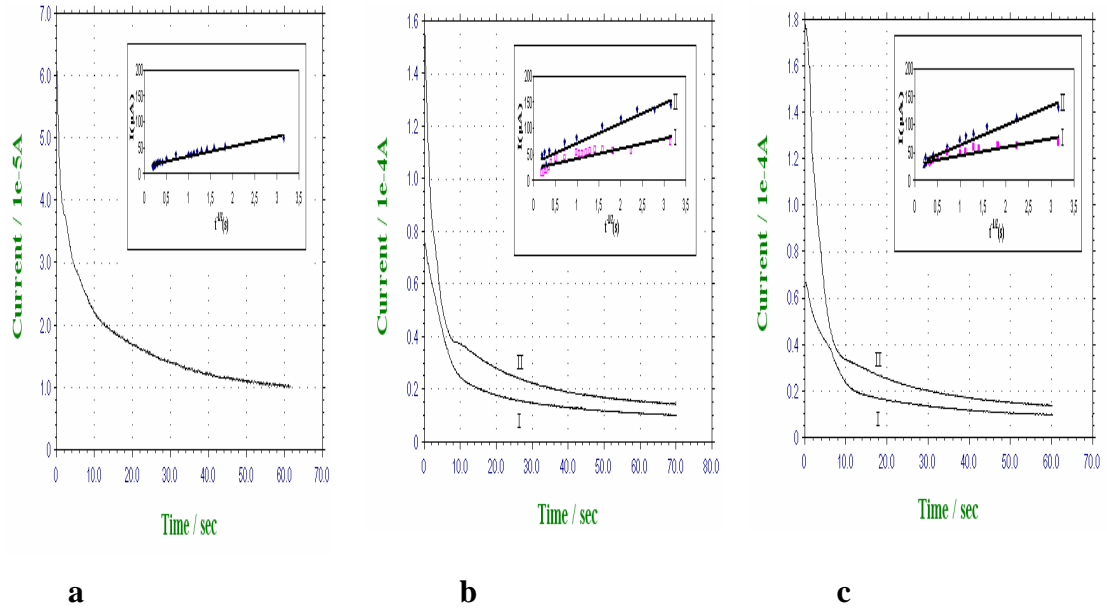 7.0
6.0
5.0
4.0
3.0
2.0
1.0
0
Current / 1e-5A
0 10.0 20.0 30.0 40.0 50.0 60.0 70.0
Time / sec
I(µA)
200
150
100
50
0
0 0,5 1 1,5 2 2,5 3 3,5
t⁻¹ᐟ²(s)
a
1.6
1.4
1.2
1.0
0.8
0.6
0.4
0.2
0
Current / 1e-4A
0 10.0 20.0 30.0 40.0 50.0 60.0 70.0 80.0
Time / sec
II
I
I(µA)
200
150
100
50
0
0 0,5 1 1,5 2 2,5 3 3,5
t⁻¹ᐟ²(s)
II
I
b
1.8
1.6
1.4
1.2
1.0
0.8
0.6
0.4
0.2
0
Current / 1e-4A
0 10.0 20.0 30.0 40.0 50.0 60.0 70.0
Time / sec
II
I
I(µA)
200
150
100
50
0
0 0,5 1 1,5 2 2,5 3 3,5
t⁻¹ᐟ²(s)
II
I
c